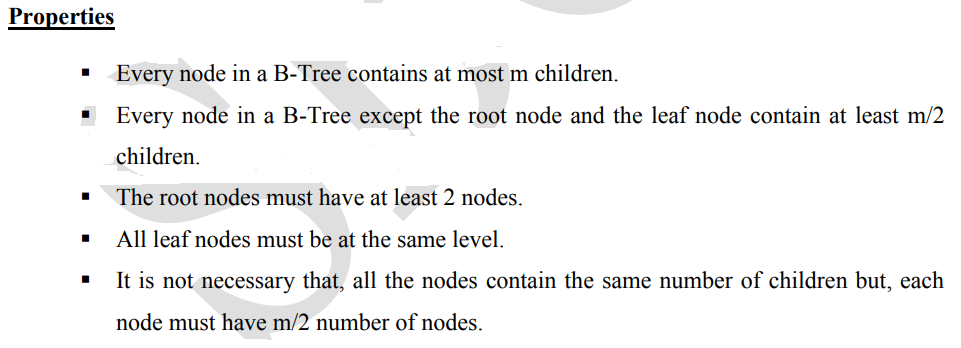 Properties
▪ Every node in a B-Tree contains at most m children.
▪ Every node in a B-Tree except the root node and the leaf node contain at least m/2
children.
▪ The root nodes must have at least 2 nodes.
▪ All leaf nodes must be at the same level.
▪ It is not necessary that, all the nodes contain the same number of children but, each
node must have m/2 number of nodes.